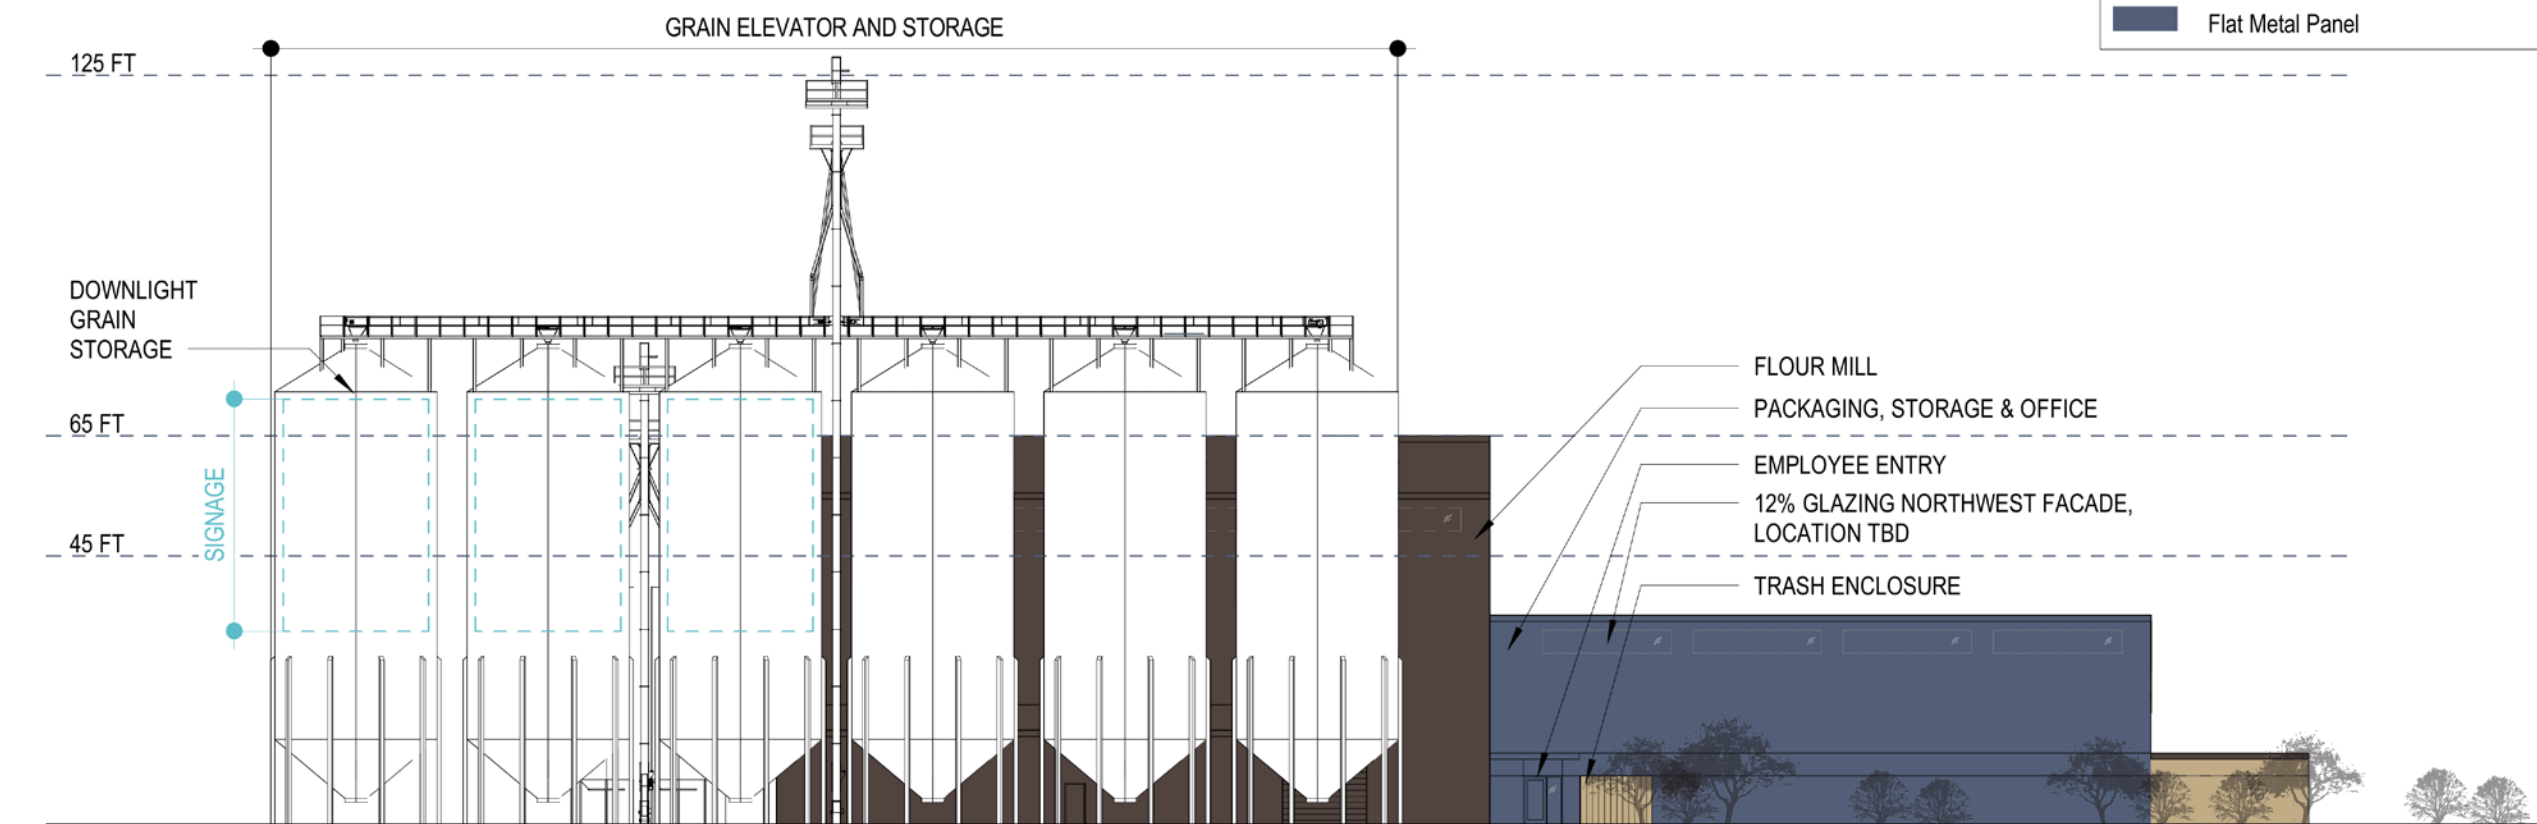 GRAIN ELEVATOR AND STORAGE
Flat Metal Panel
125 FT
DOWNLIGHT
GRAIN
STORAGE
65 FT
SIGNAGE
45 FT
FLOUR MILL
PACKAGING, STORAGE & OFFICE
EMPLOYEE ENTRY
12% GLAZING NORTHWEST FACADE,
LOCATION TBD
TRASH ENCLOSURE